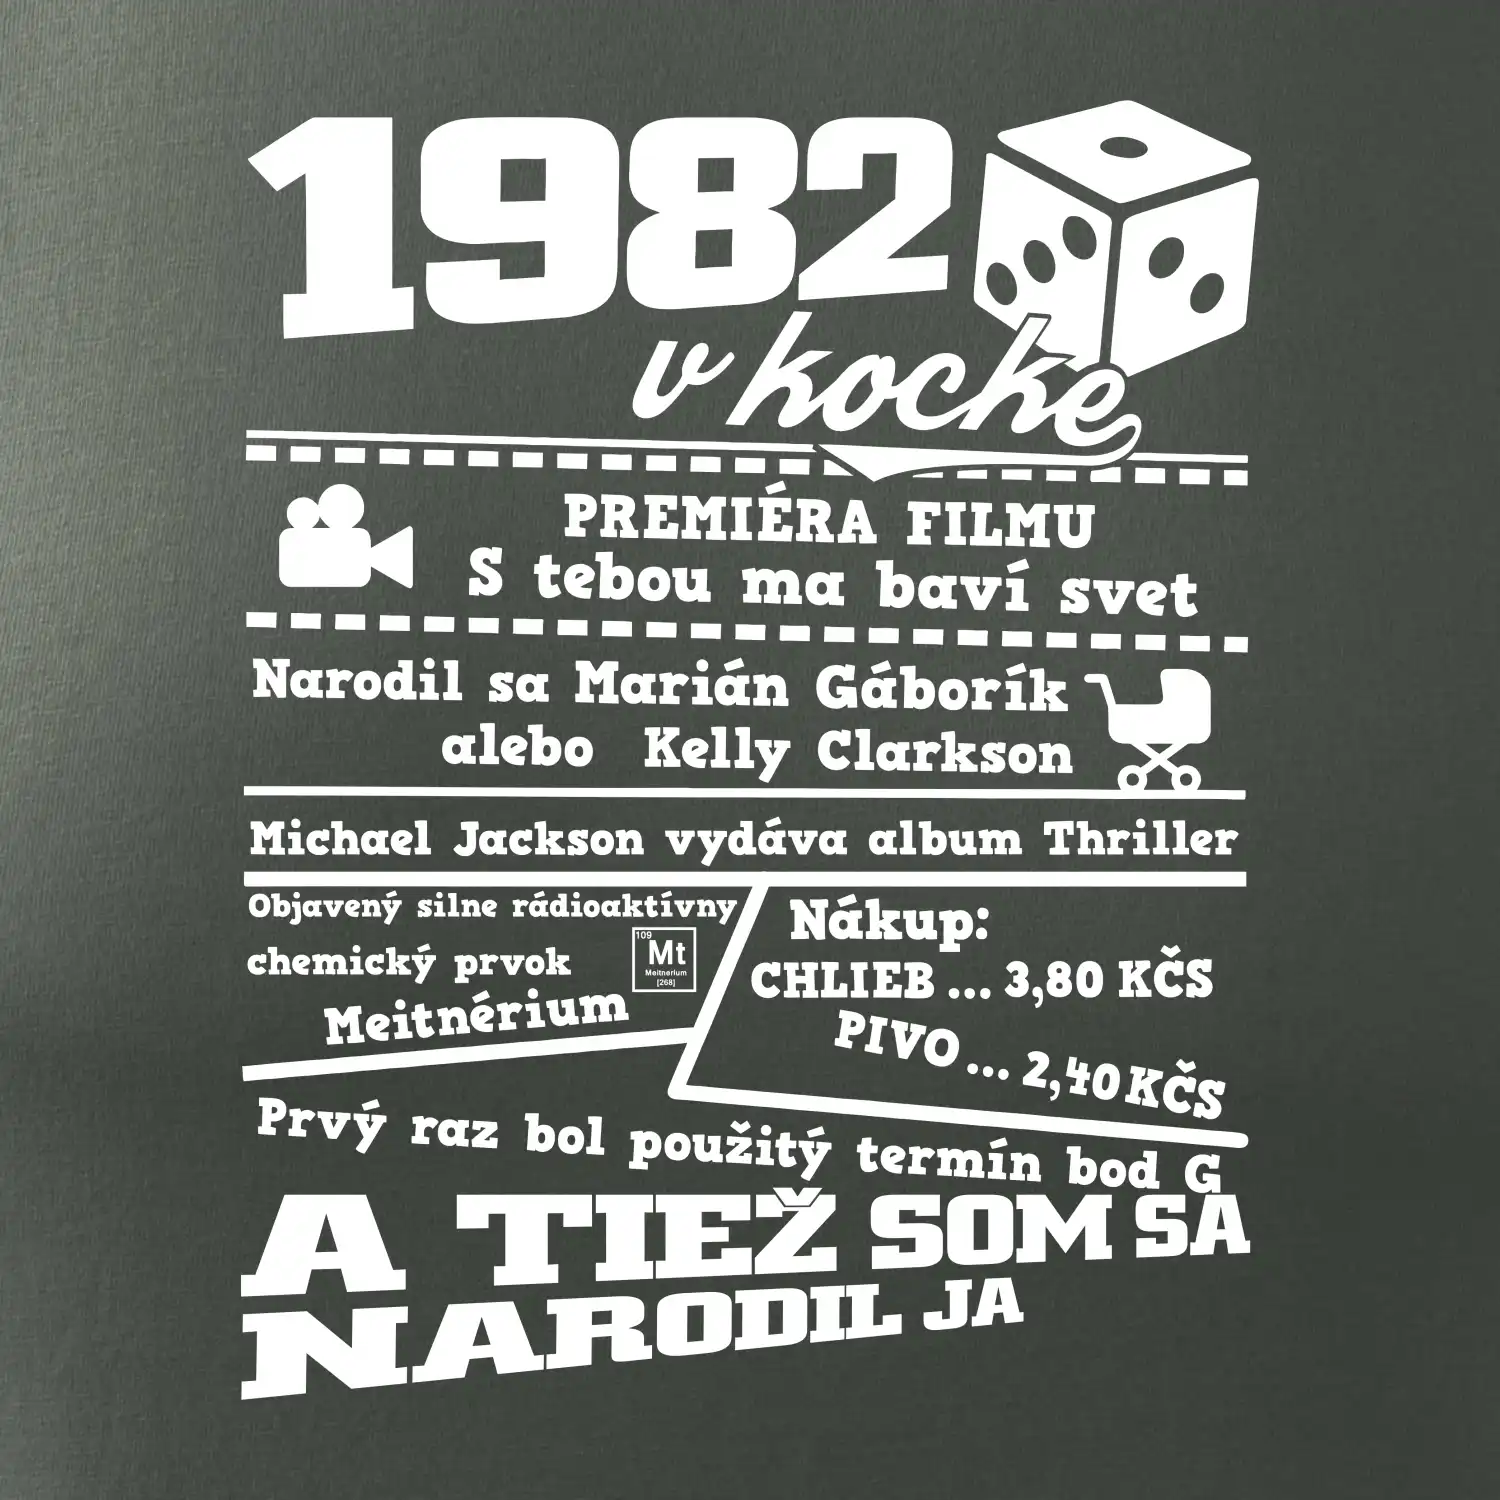 1982
v kocke
PREMIÉRA FILMU
S tebou ma baví svet
Narodil sa Marián Gáborík
alebo Kelly Clarkson
Michael Jackson vydáva album Thriller
Objavený silne rádioaktívny
chemický prvok
109
Mt
Meitnerium
[268]
Meitnérium
Nákup:
CHLIEB ... 3,80 KČS
PIVO ... 2,40 KČS
Prvý raz bol použitý termín bod G
A TIEŽ SOM SA
NARODIL JA